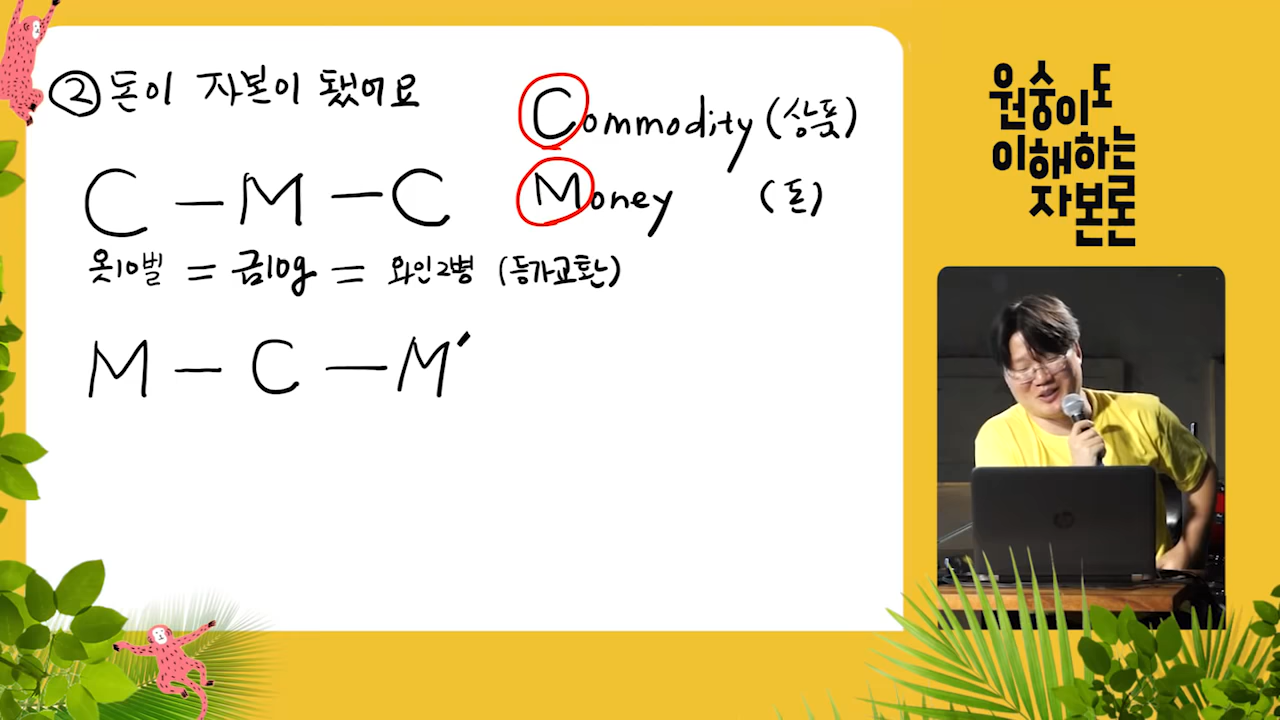 ② 돈이 자본이 됐어요
Commodity (상품)
Money (돈)
C — M — C
옷10벌 = 금10g = 와인2병 (등가교환)
M — C — M'
원숭이도
이해하는
자본론
hp